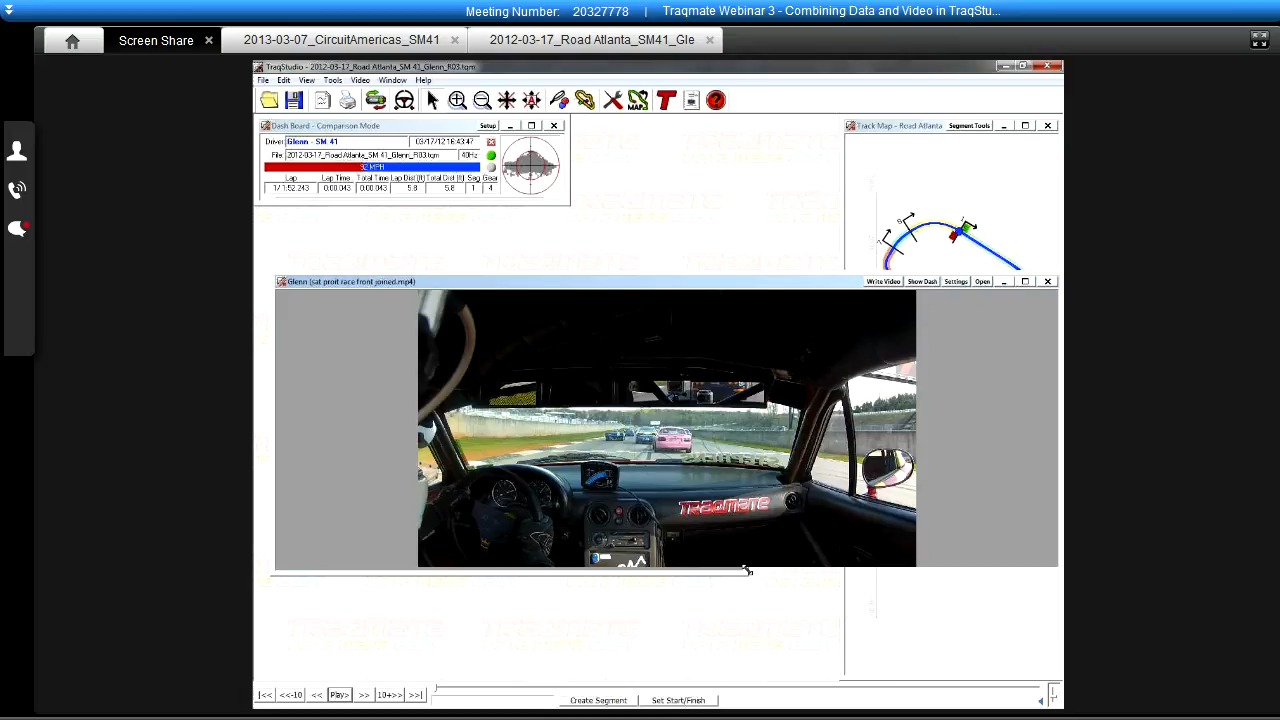 Meeting Number: 20327778 | Traqmate Webinar 3 - Combining Data and Video in TraqStu...
Screen Share
2013-03-07_CircuitAmericas_SM41
2012-03-17_Road Atlanta_SM41_Gle
TraqStudio - 2012-03-17_Road Atlanta_SM 41_Glenn_R03.tqm
File Edit View Tools Video Window Help
MAP
Dash Board - Comparison Mode Setup
Track Map - Road Atlanta Segment Tools
Driver Glenn - SM 41 03/17/12 16:43:47
File: 2012-03-17_Road Atlanta_SM 41_Glenn_R03.tqm 40Hz
92 MPH
Lap Lap Time Total Time Lap Dist (ft) Total Dist (ft) Seg Gear
1/ 1:52.243 0:00.043 0:00.043 5.8 5.8 1 4
Glenn (sat proit race front joined.mp4) Write Video Show Dash Settings Open
TRAQMATE
|<< <<-10 << Play> >> 10+>> >>|
Create Segment Set Start/Finish